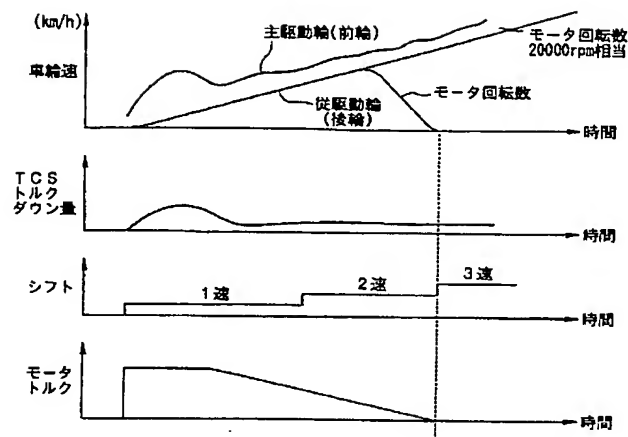 (km/h)
車輪速
主駆動輪(前輪)
モータ回転数
20000rpm相当
従駆動輪
(後輪)
モータ回転数
時間
TCS
トルク
ダウン量
時間
シフト
1速
2速
3速
時間
モータ
トルク
時間